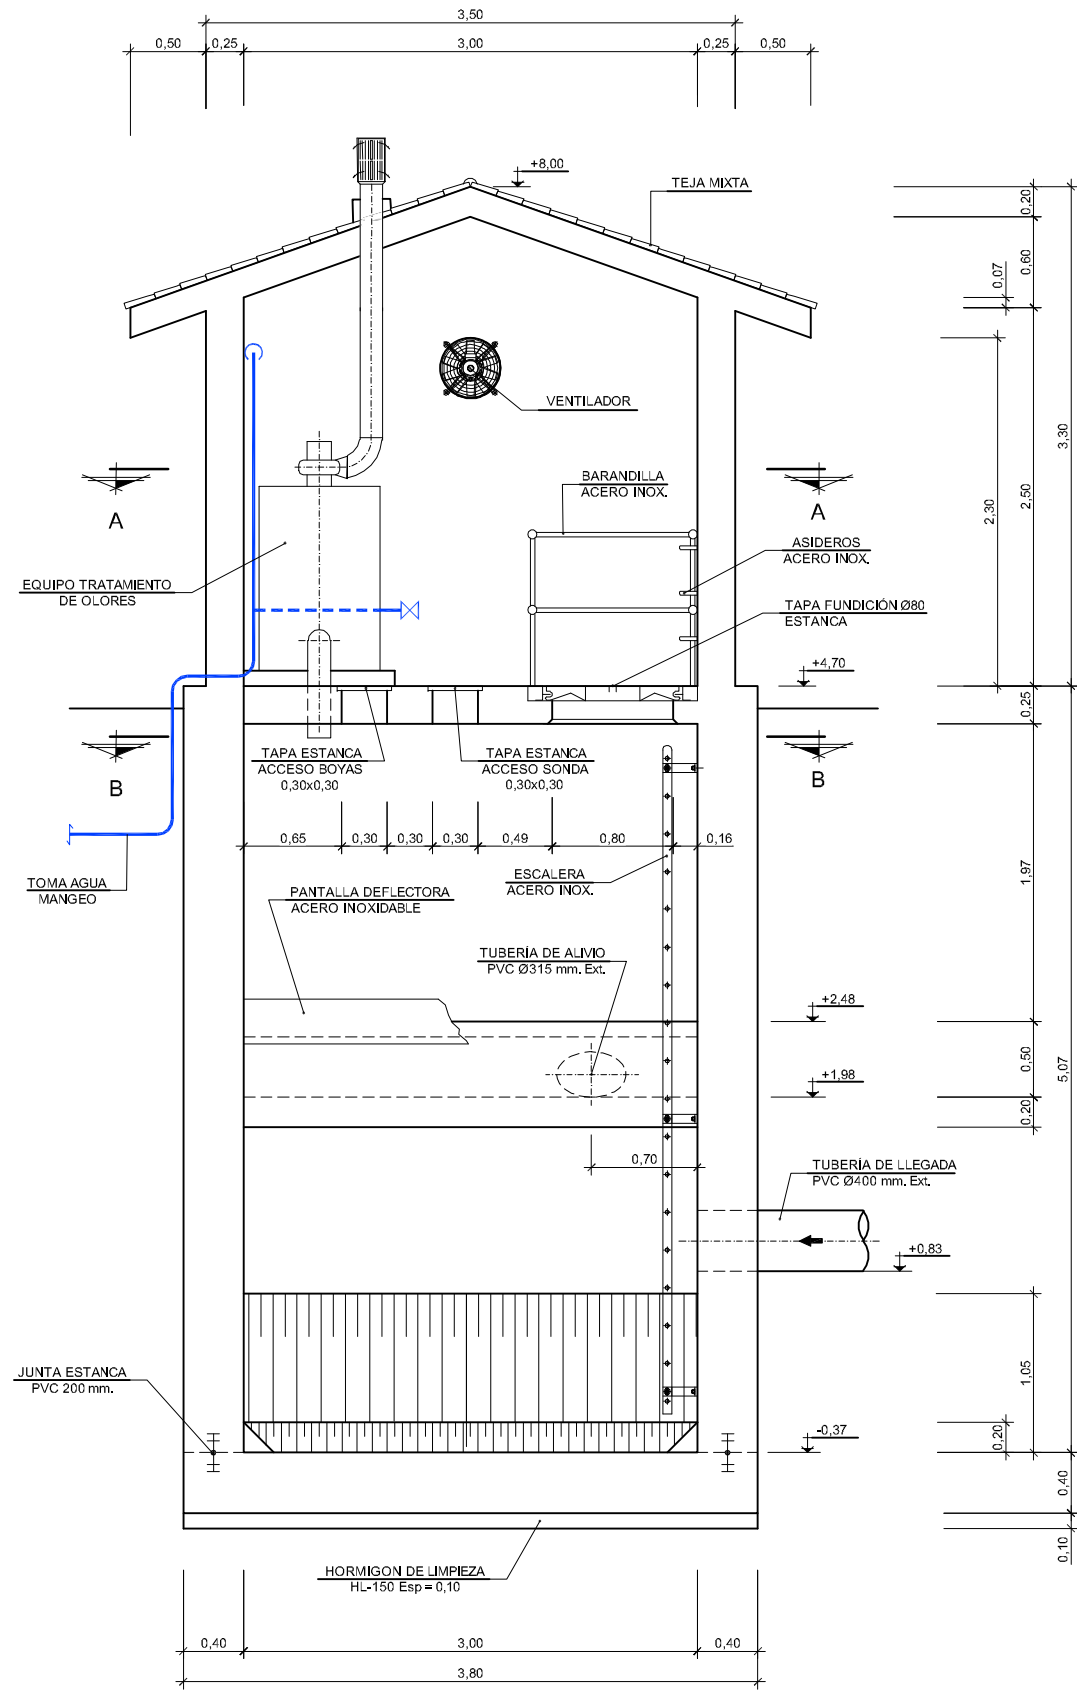 3,50
0,50
0,25
3,00
0,25
0,50
+8,00
TEJA MIXTA
0,20
0,60
0,07
VENTILADOR
3,30
BARANDILLA
ACERO INOX.
A
A
2,30
2,50
ASIDEROS
ACERO INOX.
EQUIPO TRATAMIENTO
DE OLORES
TAPA FUNDICIÓN Ø80
ESTANCA
+4,70
0,25
TAPA ESTANCA
ACCESO BOYAS
0,30x0,30
TAPA ESTANCA
ACCESO SONDA
0,30x0,30
B
B
0,65
0,30
0,30
0,30
0,49
0,80
0,16
TOMA AGUA
MANGEO
ESCALERA
ACERO INOX.
1,97
PANTALLA DEFLECTORA
ACERO INOXIDABLE
TUBERÍA DE ALIVIO
PVC Ø315 mm. Ext.
+2,48
0,50
5,07
+1,98
0,20
0,70
TUBERÍA DE LLEGADA
PVC Ø400 mm. Ext.
+0,83
JUNTA ESTANCA
PVC 200 mm.
1,05
-0,37
0,20
0,40
0,10
HORMIGON DE LIMPIEZA
HL-150 Esp = 0,10
0,40
3,00
0,40
3,80